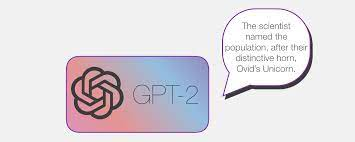 The scientist
named the
population, after their
distinctive horn,
Ovid's Unicorn.
GPT-2